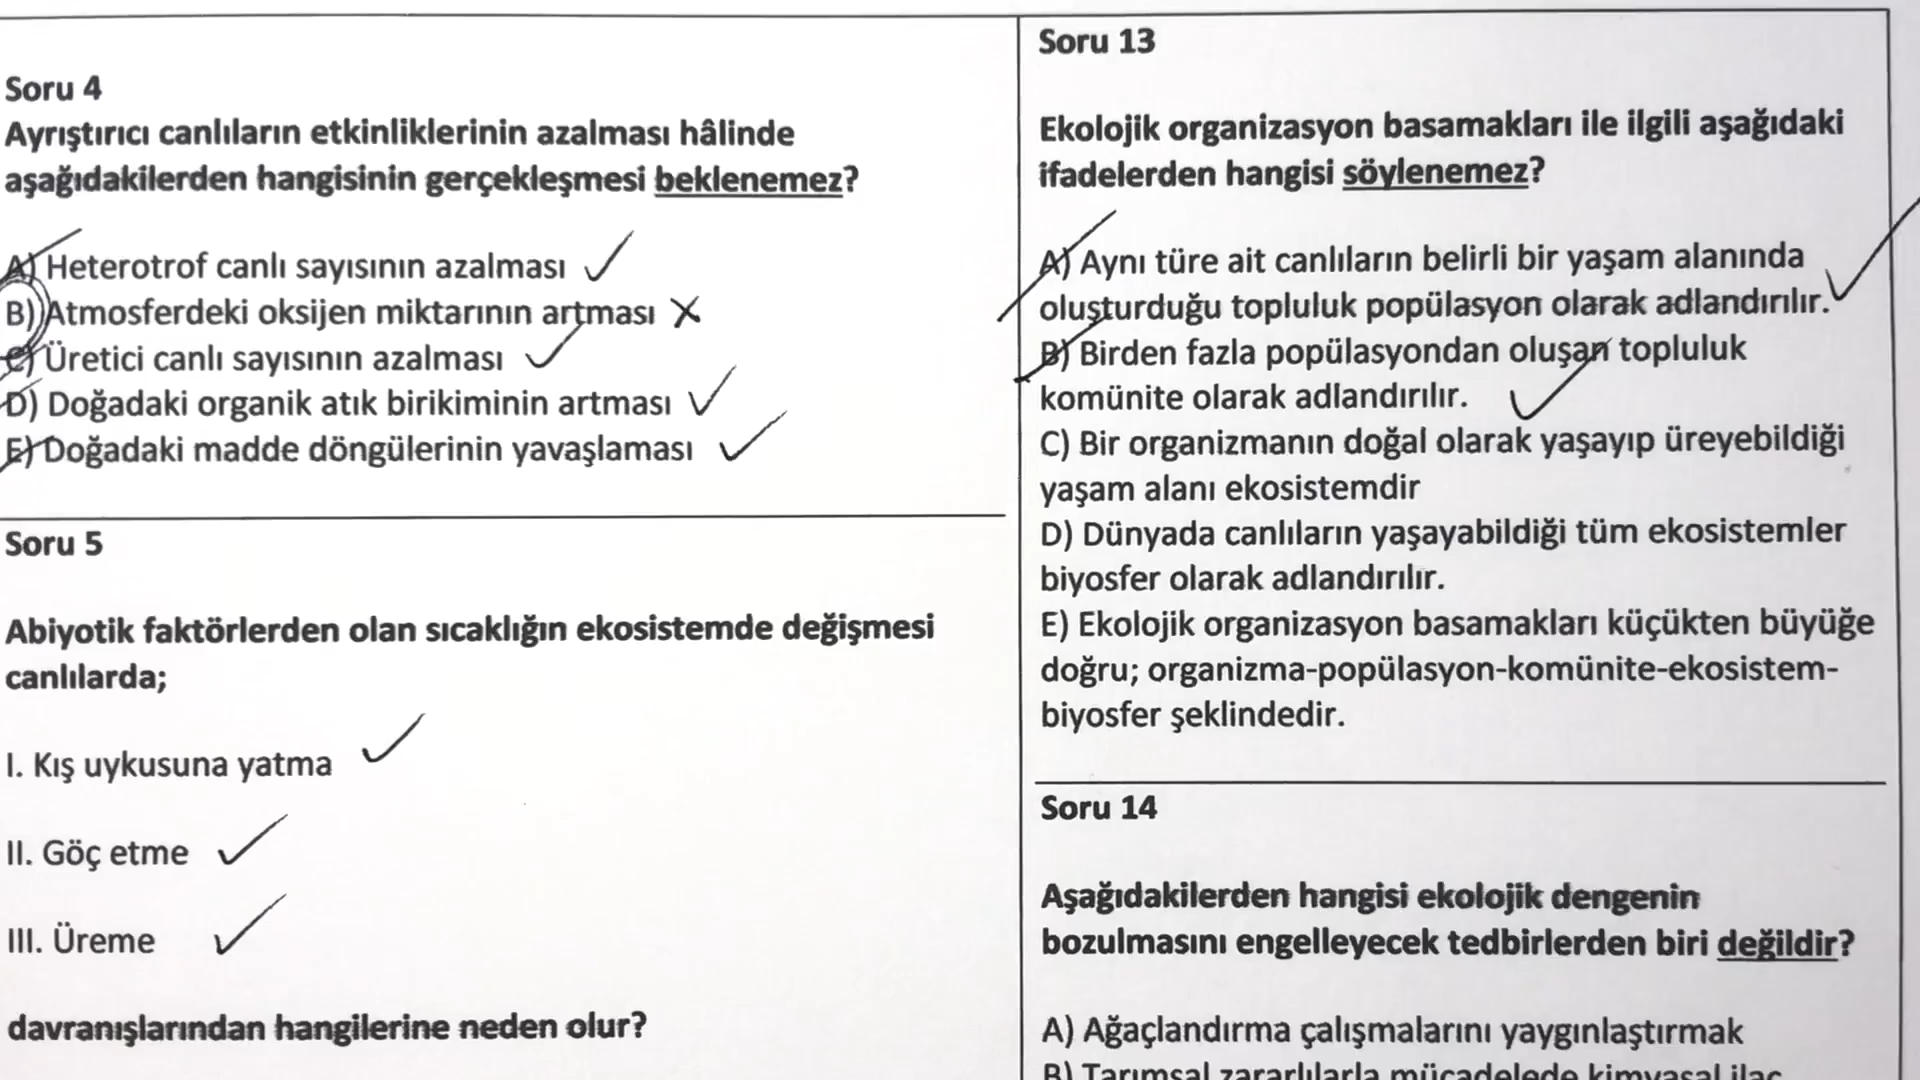 Soru 4
Ayrıştırıcı canlıların etkinliklerinin azalması hâlinde
aşağıdakilerden hangisinin gerçekleşmesi beklenemez?
A) Heterotrof canlı sayısının azalması
B) Atmosferdeki oksijen miktarının artması
C) Üretici canlı sayısının azalması
D) Doğadaki organik atık birikiminin artması
E) Doğadaki madde döngülerinin yavaşlaması
Soru 5
Abiyotik faktörlerden olan sıcaklığın ekosistemde değişmesi
canlılarda;
I. Kış uykusuna yatma
II. Göç etme
III. Üreme
davranışlarından hangilerine neden olur?
Soru 13
Ekolojik organizasyon basamakları ile ilgili aşağıdaki
ifadelerden hangisi söylenemez?
A) Aynı türe ait canlıların belirli bir yaşam alanında
oluşturduğu topluluk popülasyon olarak adlandırılır.
B) Birden fazla popülasyondan oluşan topluluk
komünite olarak adlandırılır.
C) Bir organizmanın doğal olarak yaşayıp üreyebildiği
yaşam alanı ekosistemdir
D) Dünyada canlıların yaşayabildiği tüm ekosistemler
biyosfer olarak adlandırılır.
E) Ekolojik organizasyon basamakları küçükten büyüğe
doğru; organizma-popülasyon-komünite-ekosistem-
biyosfer şeklindedir.
Soru 14
Aşağıdakilerden hangisi ekolojik dengenin
bozulmasını engelleyecek tedbirlerden biri değildir?
A) Ağaçlandırma çalışmalarını yaygınlaştırmak
B) Tarımsal zararlılarla mücadelede kimyasal ilaç